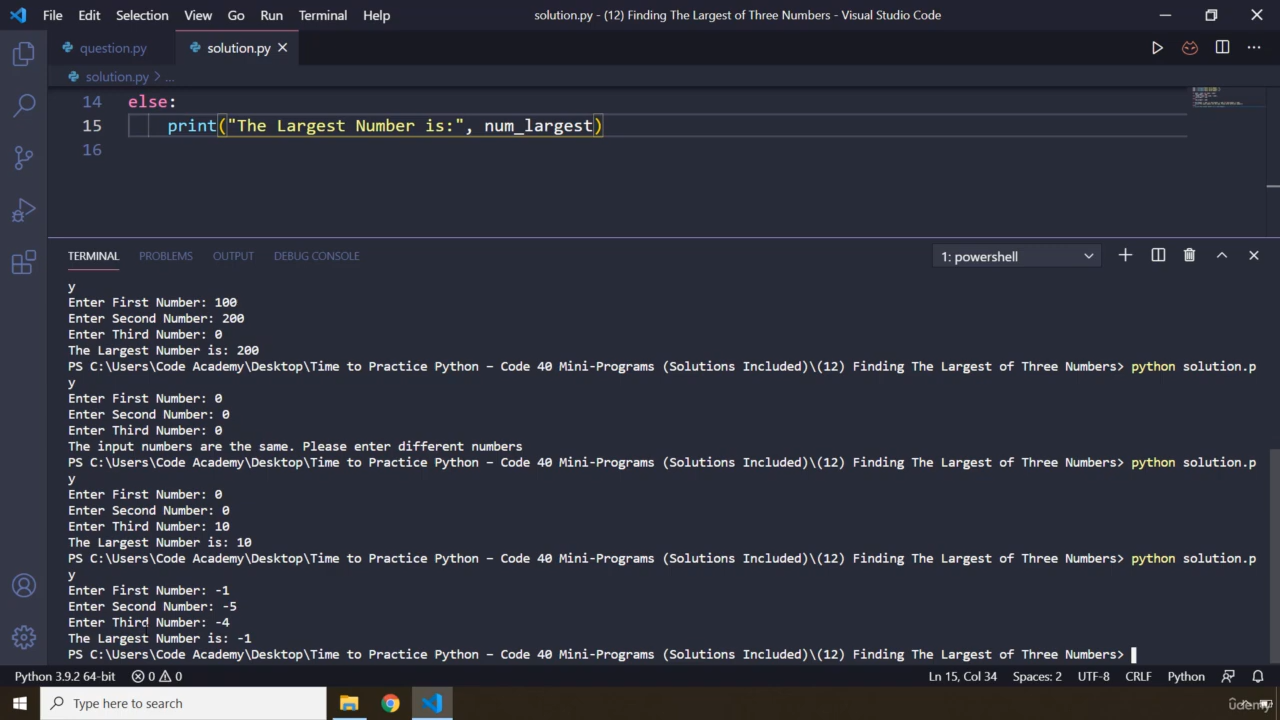 File Edit Selection View Go Run Terminal Help solution.py - (12) Finding The Largest of Three Numbers - Visual Studio Code
question.py solution.py
solution.py > ...
14 else:
15 print("The Largest Number is:", num_largest)
16
TERMINAL PROBLEMS OUTPUT DEBUG CONSOLE 1: powershell
y
Enter First Number: 100
Enter Second Number: 200
Enter Third Number: 0
The Largest Number is: 200
PS C:\Users\Code Academy\Desktop\Time to Practice Python – Code 40 Mini-Programs (Solutions Included)\(12) Finding The Largest of Three Numbers> python solution.p
y
Enter First Number: 0
Enter Second Number: 0
Enter Third Number: 0
The input numbers are the same. Please enter different numbers
PS C:\Users\Code Academy\Desktop\Time to Practice Python – Code 40 Mini-Programs (Solutions Included)\(12) Finding The Largest of Three Numbers> python solution.p
y
Enter First Number: 0
Enter Second Number: 0
Enter Third Number: 10
The Largest Number is: 10
PS C:\Users\Code Academy\Desktop\Time to Practice Python – Code 40 Mini-Programs (Solutions Included)\(12) Finding The Largest of Three Numbers> python solution.p
y
Enter First Number: -1
Enter Second Number: -5
Enter Third Number: -4
The Largest Number is: -1
PS C:\Users\Code Academy\Desktop\Time to Practice Python – Code 40 Mini-Programs (Solutions Included)\(12) Finding The Largest of Three Numbers>
Python 3.9.2 64-bit 0 0 Ln 15, Col 34 Spaces: 2 UTF-8 CRLF Python
Type here to search udemy